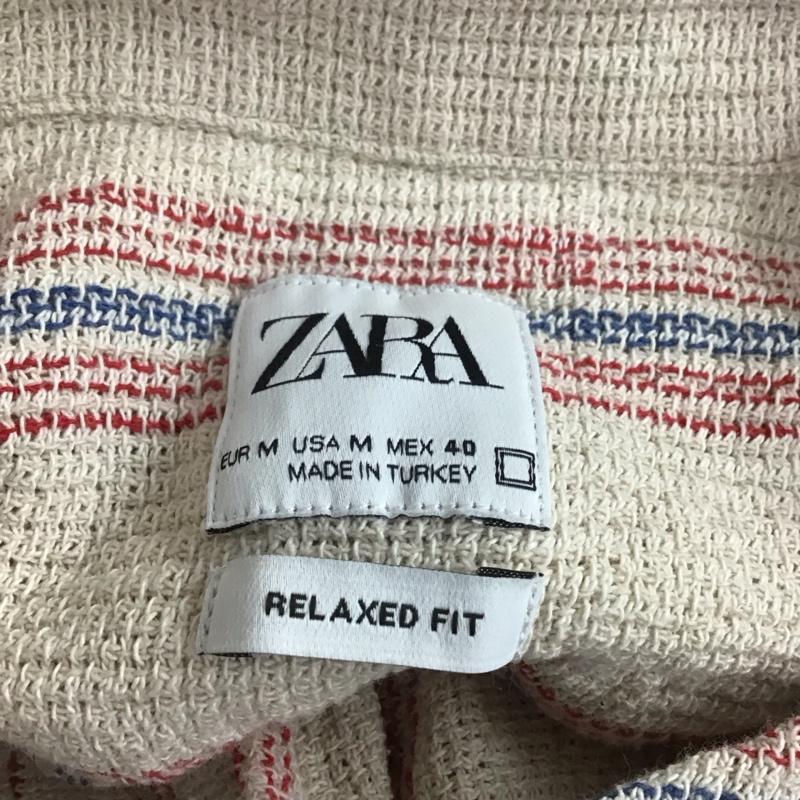 ZARA
EUR M USA M MEX 40
MADE IN TURKEY
RELAXED FIT